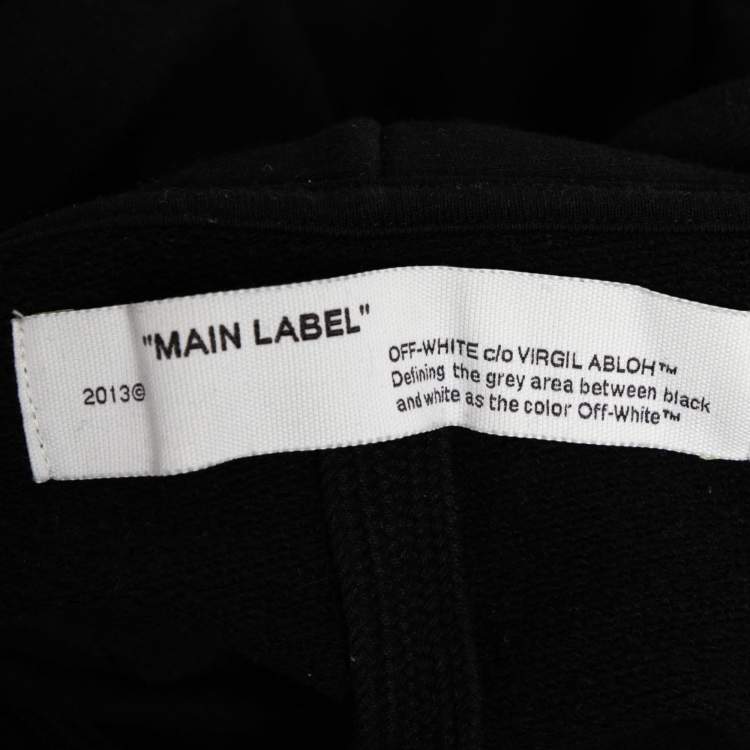 "MAIN LABEL"
2013©
OFF-WHITE c/o VIRGIL ABLOH™
Defining the grey area between black
and white as the color Off-White™